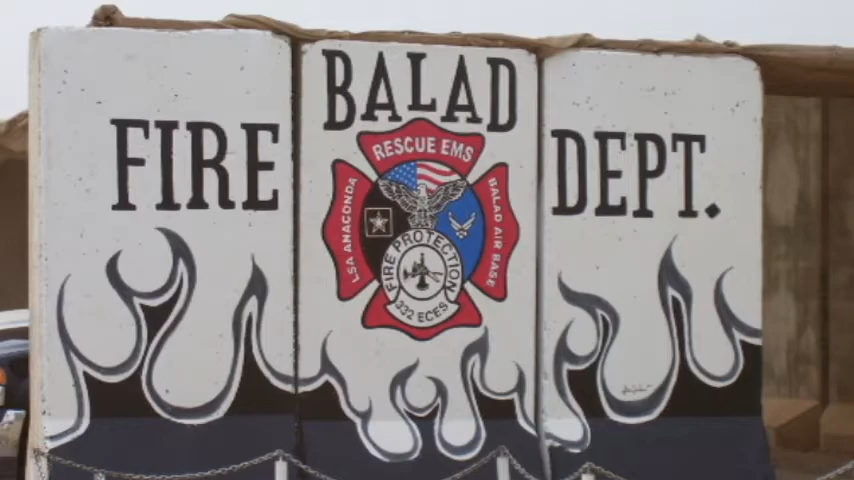 BALAD
FIRE DEPT.
RESCUE EMS
LSA ANACONDA
BALAD AIR BASE
FIRE PROTECTION
332 ECES